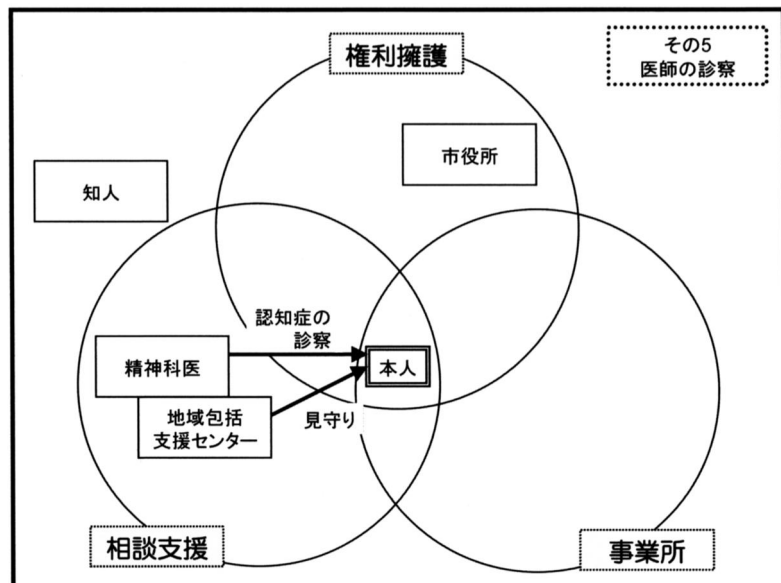 権利擁護
その5
医師の診察
市役所
知人
認知症の
診察
精神科医
本人
地域包括
支援センター
見守り
相談支援
事業所